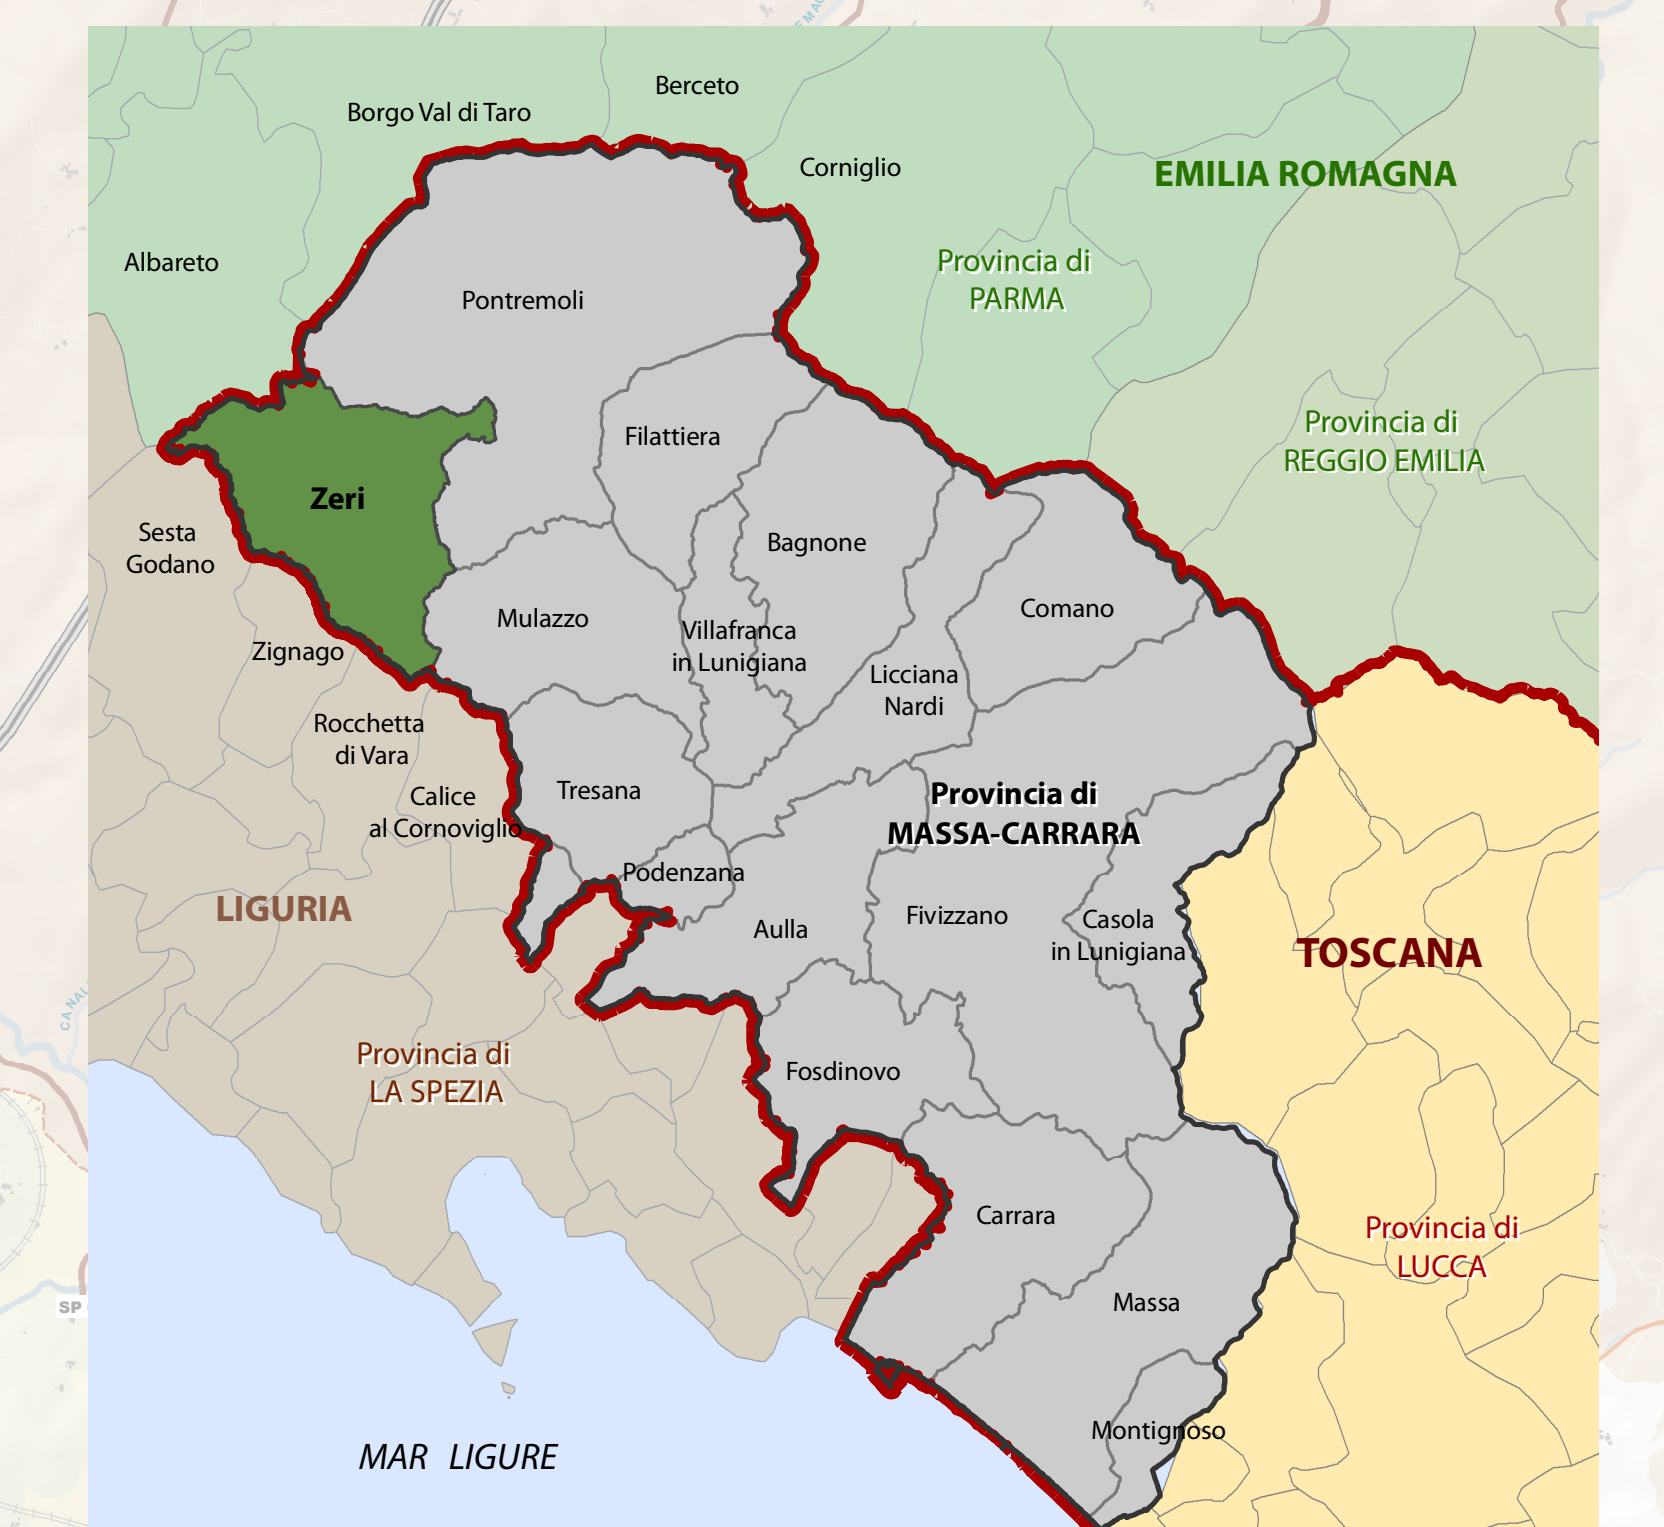 Berceto
Borgo Val di Taro
Corniglio
EMILIA ROMAGNA
Albareto
Provincia di
PARMA
Pontremoli
Provincia di
REGGIO EMILIA
Filattiera
Zeri
Sesta
Godano
Bagnone
Comano
Mulazzo
Villafranca
in Lunigiana
Zignago
Licciana
Nardi
Rocchetta
di Vara
Tresana
Calice
al Cornoviglio
Provincia di
MASSA-CARRARA
Podenzana
LIGURIA
Aulla
Fivizzano
Casola
in Lunigiana
TOSCANA
CANAL
Provincia di
LA SPEZIA
Fosdinovo
Carrara
Provincia di
LUCCA
Massa
SP
Montignoso
MAR LIGURE